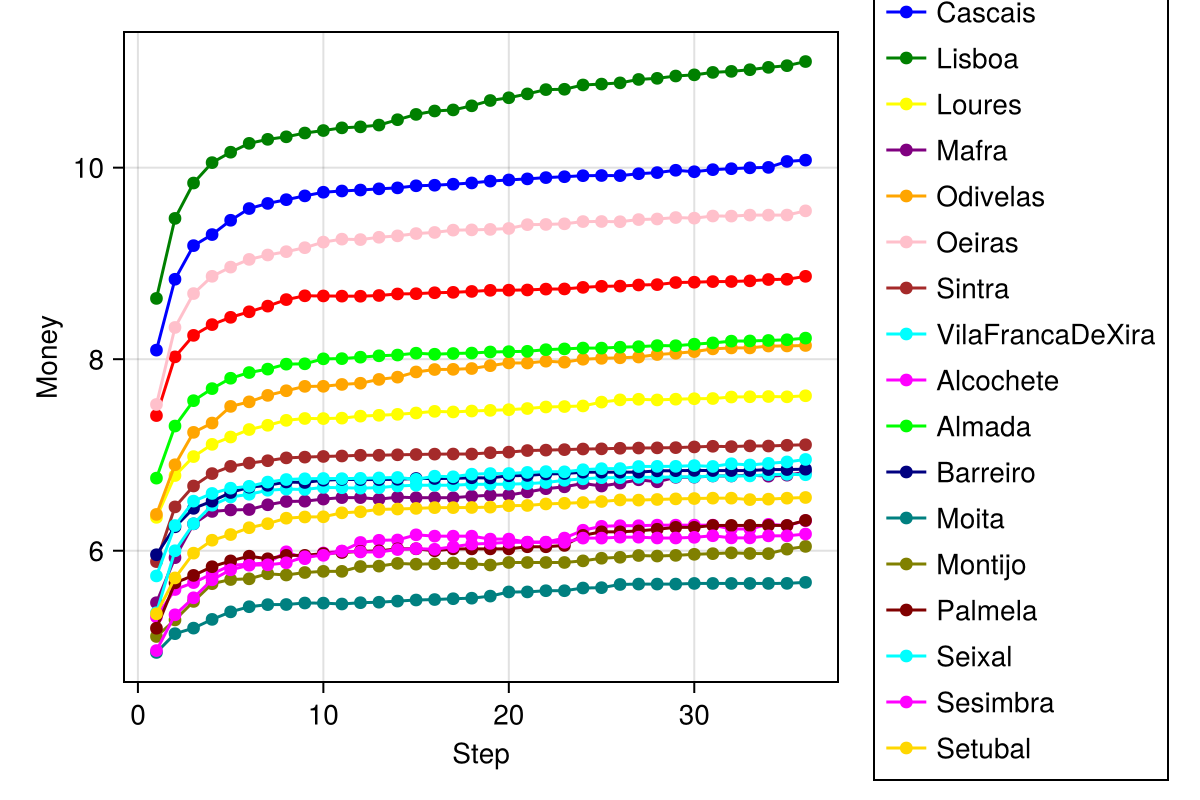 Cascais
Lisboa
Loures
Mafra
Odivelas
Oeiras
Sintra
VilaFrancaDeXira
Alcochete
Almada
Barreiro
Moita
Montijo
Palmela
Seixal
Sesimbra
Setubal
10
8
6
Money
0 10 20 30
Step